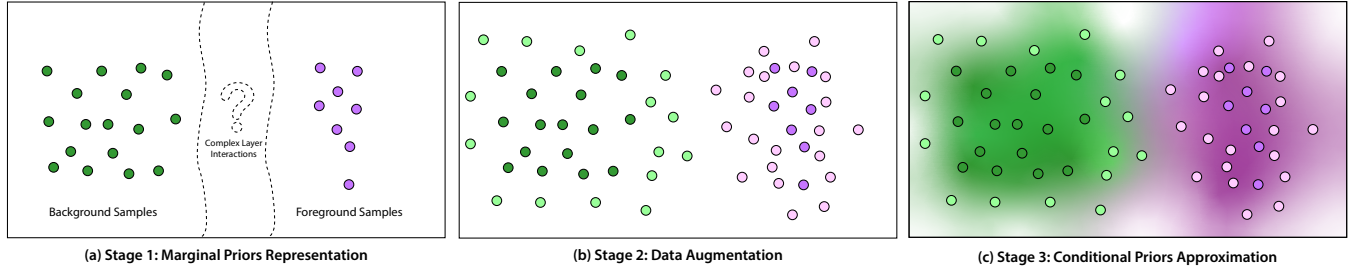 ?
Complex Layer
Interactions
Background Samples
Foreground Samples
(a) Stage 1: Marginal Priors Representation
(b) Stage 2: Data Augmentation
(c) Stage 3: Conditional Priors Approximation